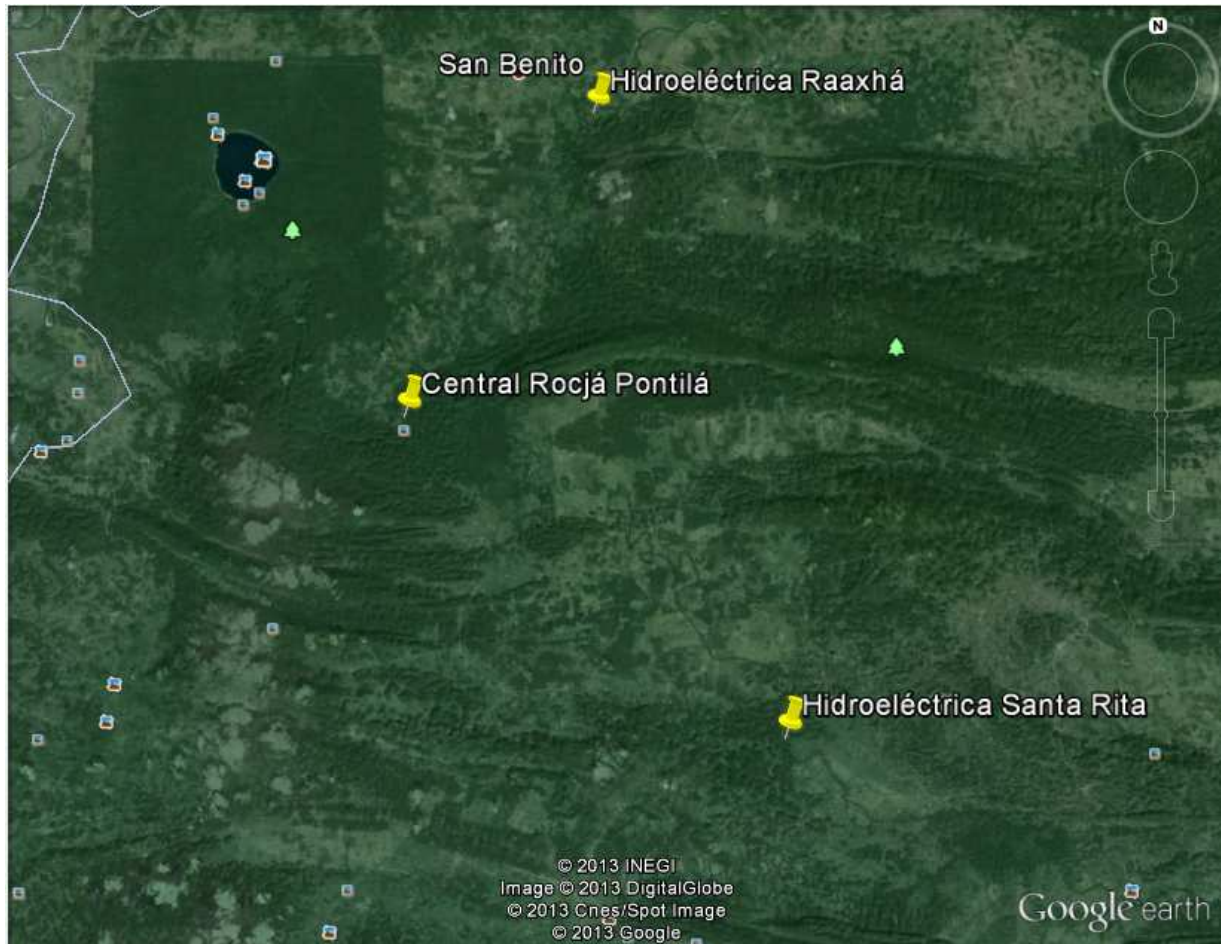 N
San Benito
Hidroeléctrica Raaxhá
Central Rocjá Pontilá
Hidroeléctrica Santa Rita
© 2013 INEGI
Image © 2013 DigitalGlobe
© 2013 Cnes/Spot Image
© 2013 Google
Google earth